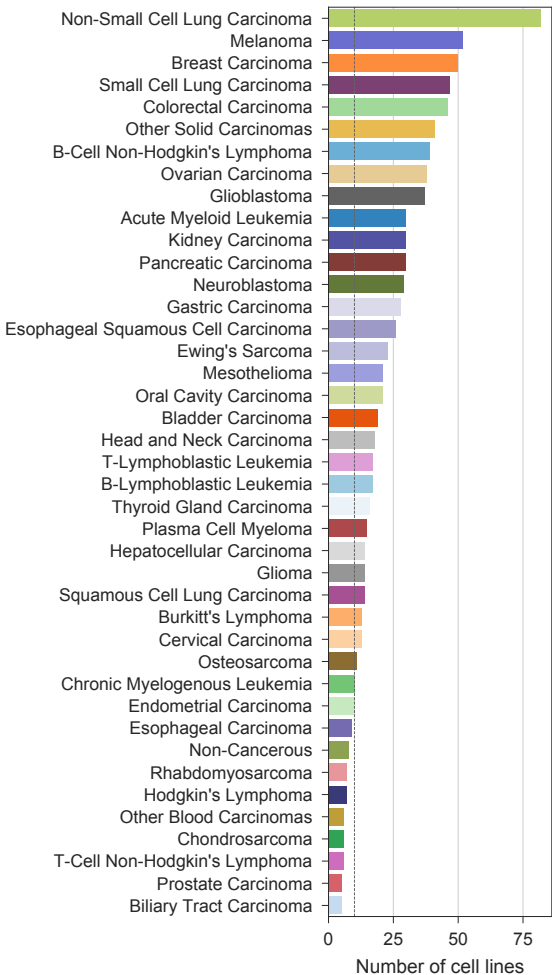 Non-Small Cell Lung Carcinoma
Melanoma
Breast Carcinoma
Small Cell Lung Carcinoma
Colorectal Carcinoma
Other Solid Carcinomas
B-Cell Non-Hodgkin's Lymphoma
Ovarian Carcinoma
Glioblastoma
Acute Myeloid Leukemia
Kidney Carcinoma
Pancreatic Carcinoma
Neuroblastoma
Gastric Carcinoma
Esophageal Squamous Cell Carcinoma
Ewing's Sarcoma
Mesothelioma
Oral Cavity Carcinoma
Bladder Carcinoma
Head and Neck Carcinoma
T-Lymphoblastic Leukemia
B-Lymphoblastic Leukemia
Thyroid Gland Carcinoma
Plasma Cell Myeloma
Hepatocellular Carcinoma
Glioma
Squamous Cell Lung Carcinoma
Burkitt's Lymphoma
Cervical Carcinoma
Osteosarcoma
Chronic Myelogenous Leukemia
Endometrial Carcinoma
Esophageal Carcinoma
Non-Cancerous
Rhabdomyosarcoma
Hodgkin's Lymphoma
Other Blood Carcinomas
Chondrosarcoma
T-Cell Non-Hodgkin's Lymphoma
Prostate Carcinoma
Biliary Tract Carcinoma
0 25 50 75
Number of cell lines